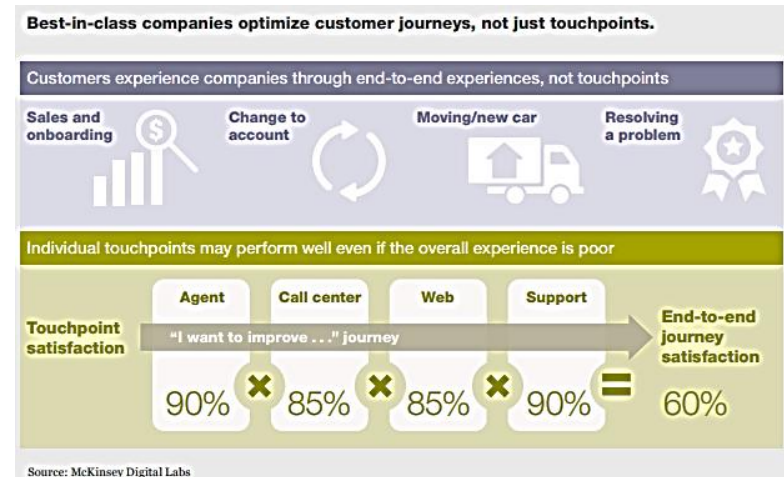 Best-in-class companies optimize customer journeys, not just touchpoints.
Customers experience companies through end-to-end experiences, not touchpoints
Sales and
onboarding
$
Change to
account
Moving/new car
Resolving
a problem
Individual touchpoints may perform well even if the overall experience is poor
Agent
Call center
Web
Support
Touchpoint
satisfaction
“I want to improve . . .” journey
End-to-end
journey
satisfaction
90% × 85% × 85% × 90% = 60%
Source: McKinsey Digital Labs